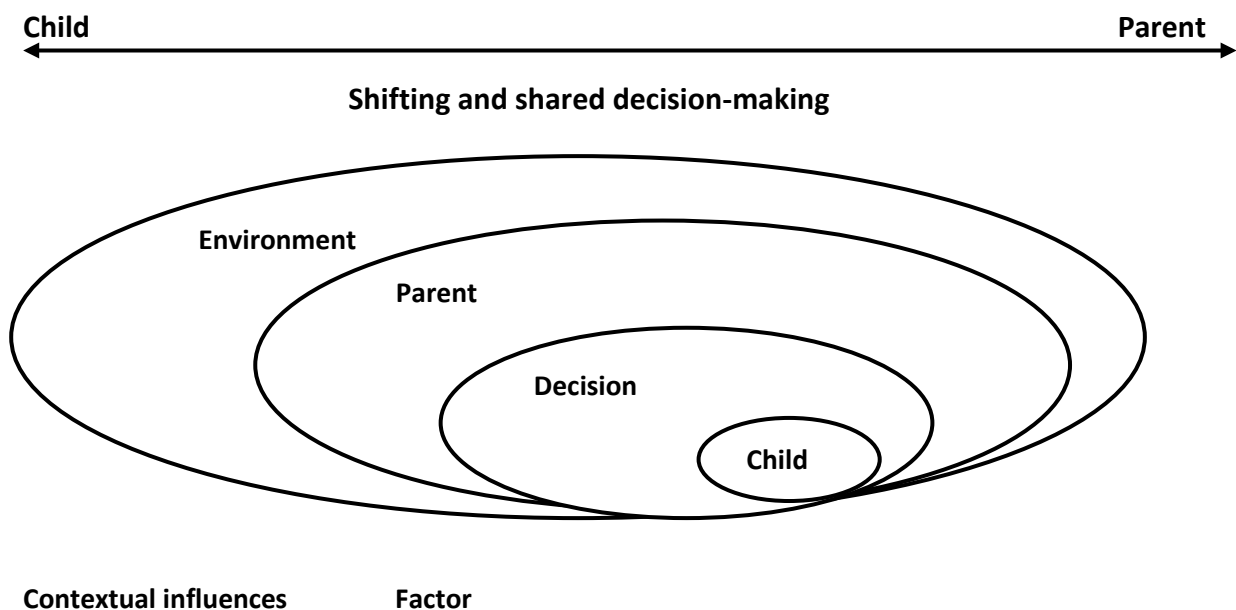 Child Parent
Shifting and shared decision-making
Environment
Parent
Decision
Child
Contextual influences Factor